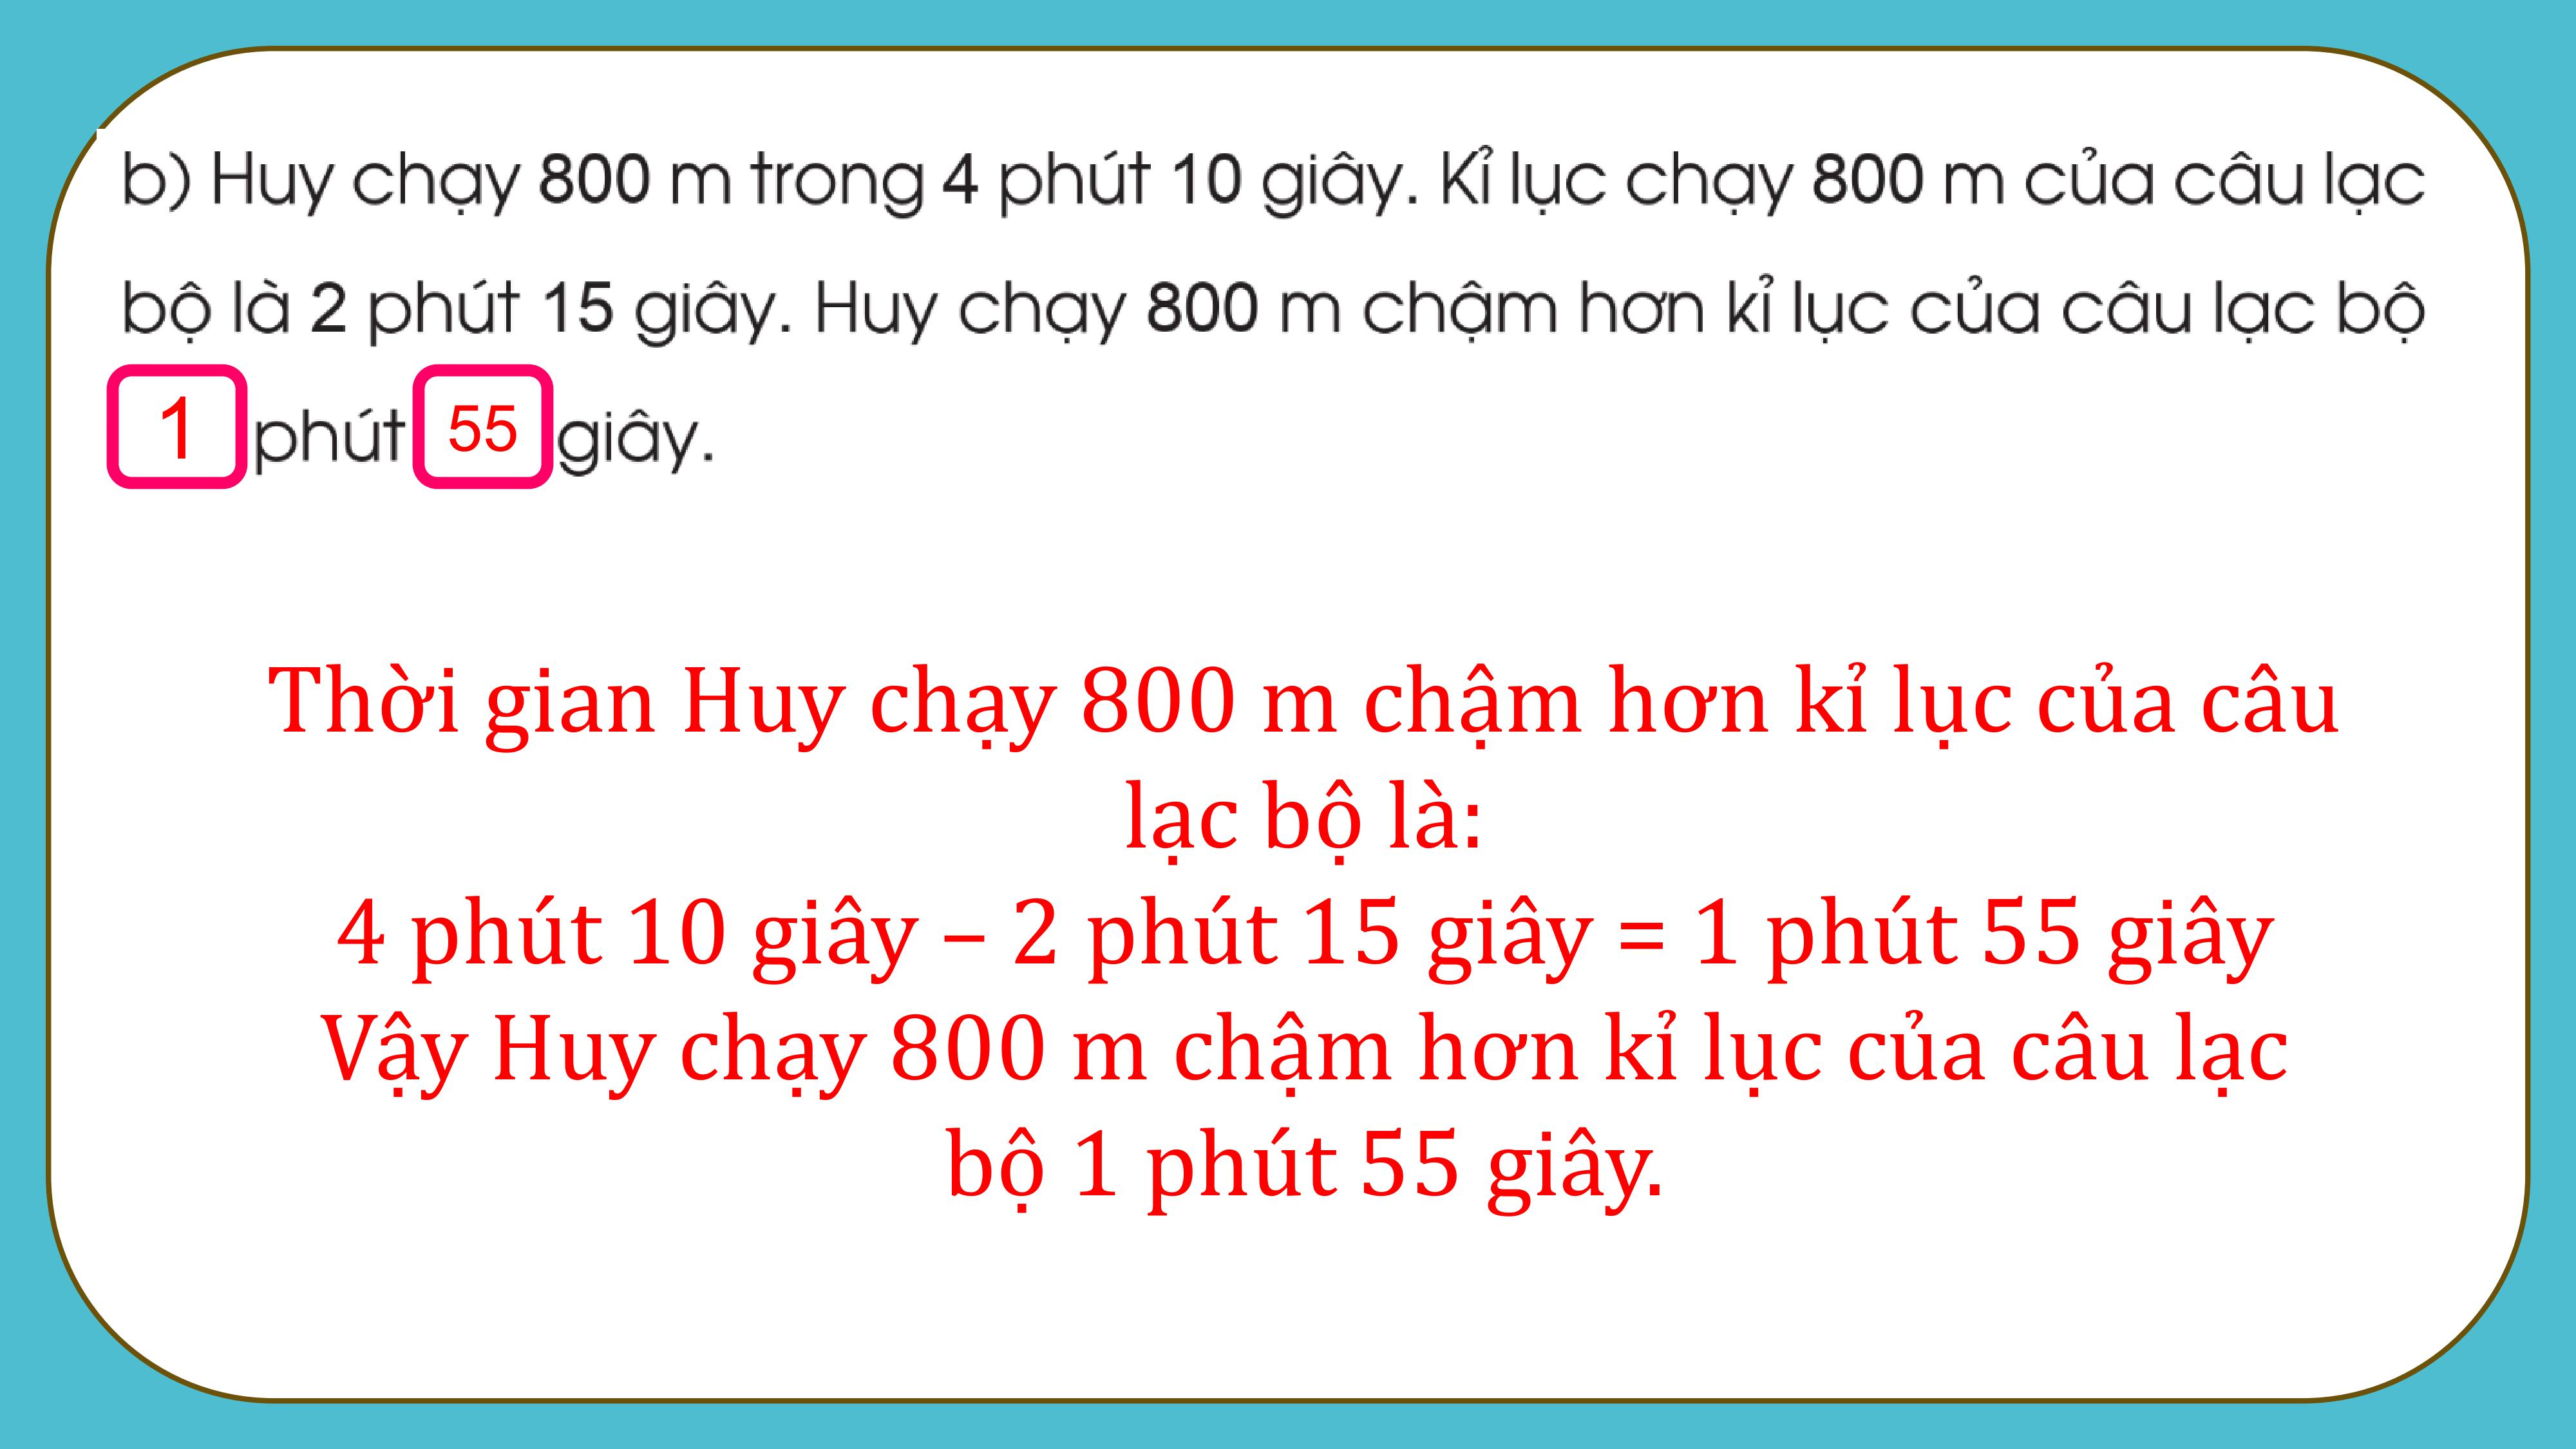 b) Huy chạy 800 m trong 4 phút 10 giây. Kỉ lục chạy 800 m của câu lạc
bộ là 2 phút 15 giây. Huy chạy 800 m chậm hơn kỉ lục của câu lạc bộ
1 phút 55 giây.
Thời gian Huy chạy 800 m chậm hơn kỉ lục của câu
lạc bộ là:
4 phút 10 giây – 2 phút 15 giây = 1 phút 55 giây
Vậy Huy chạy 800 m chậm hơn kỉ lục của câu lạc
bộ 1 phút 55 giây.